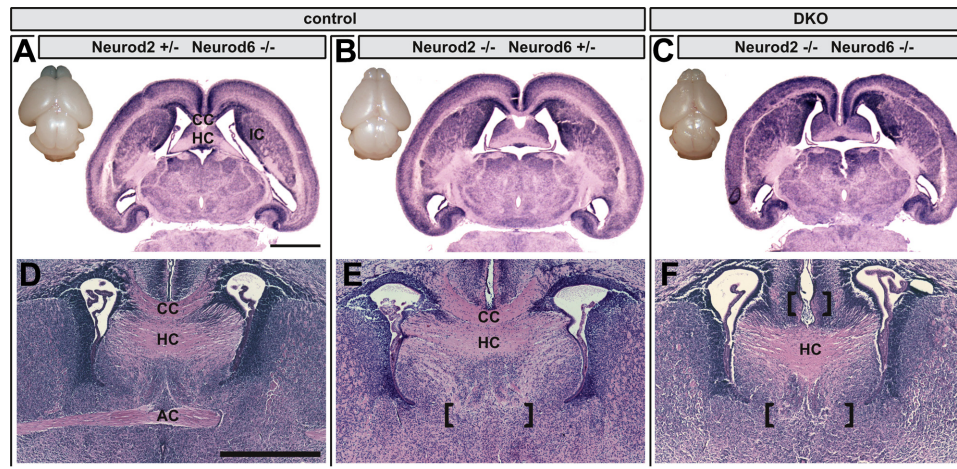 control
DKO
A Neurod2 +/- Neurod6 -/-
B Neurod2 -/- Neurod6 +/-
C Neurod2 -/- Neurod6 -/-
CC
HC
IC
D
CC
HC
AC
E
CC
HC
[ ]
F
[ ]
HC
[ ]